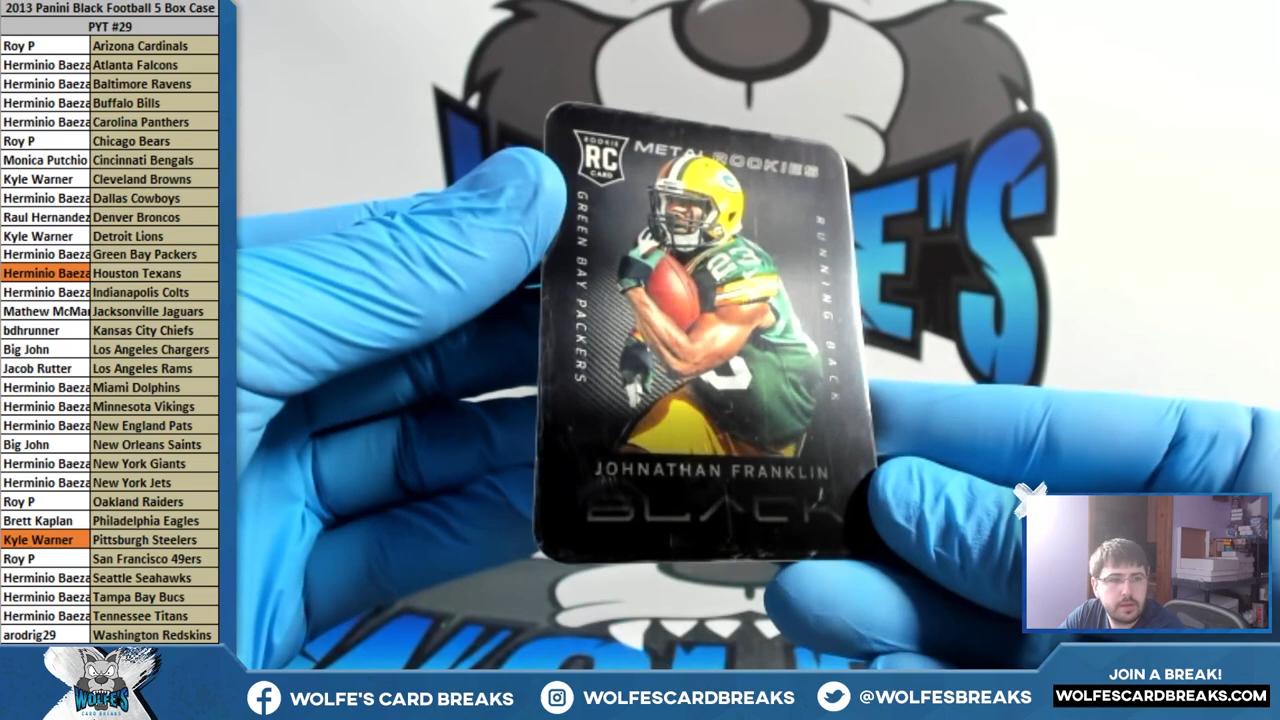 2013 Panini Black Football 5 Box Case
PYT #29
Roy P Arizona Cardinals
Herminio Baeza Atlanta Falcons
Herminio Baeza Baltimore Ravens
Herminio Baeza Buffalo Bills
Herminio Baeza Carolina Panthers
Roy P Chicago Bears
Monica Putchio Cincinnati Bengals
Kyle Warner Cleveland Browns
Herminio Baeza Dallas Cowboys
Raul Hernandez Denver Broncos
Kyle Warner Detroit Lions
Herminio Baeza Green Bay Packers
Herminio Baeza Houston Texans
Herminio Baeza Indianapolis Colts
Mathew McMa Jacksonville Jaguars
bdhrunner Kansas City Chiefs
Big John Los Angeles Chargers
Jacob Rutter Los Angeles Rams
Herminio Baeza Miami Dolphins
Herminio Baeza Minnesota Vikings
Herminio Baeza New England Pats
Big John New Orleans Saints
Herminio Baeza New York Giants
Herminio Baeza New York Jets
Roy P Oakland Raiders
Brett Kaplan Philadelphia Eagles
Kyle Warner Pittsburgh Steelers
Roy P San Francisco 49ers
Herminio Baeza Seattle Seahawks
Herminio Baeza Tampa Bay Bucs
Herminio Baeza Tennessee Titans
arodrig29 Washington Redskins
ROOKIE
RC
CARD
METAL ROOKIES
GREEN BAY PACKERS
RUNNING BACK
23
JOHNATHAN FRANKLIN
BLACK
WOLFE'S
CARD BREAKS
WOLFE'S CARD BREAKS
WOLFESCARDBREAKS
@WOLFESBREAKS
JOIN A BREAK!
WOLFESCARDBREAKS.COM